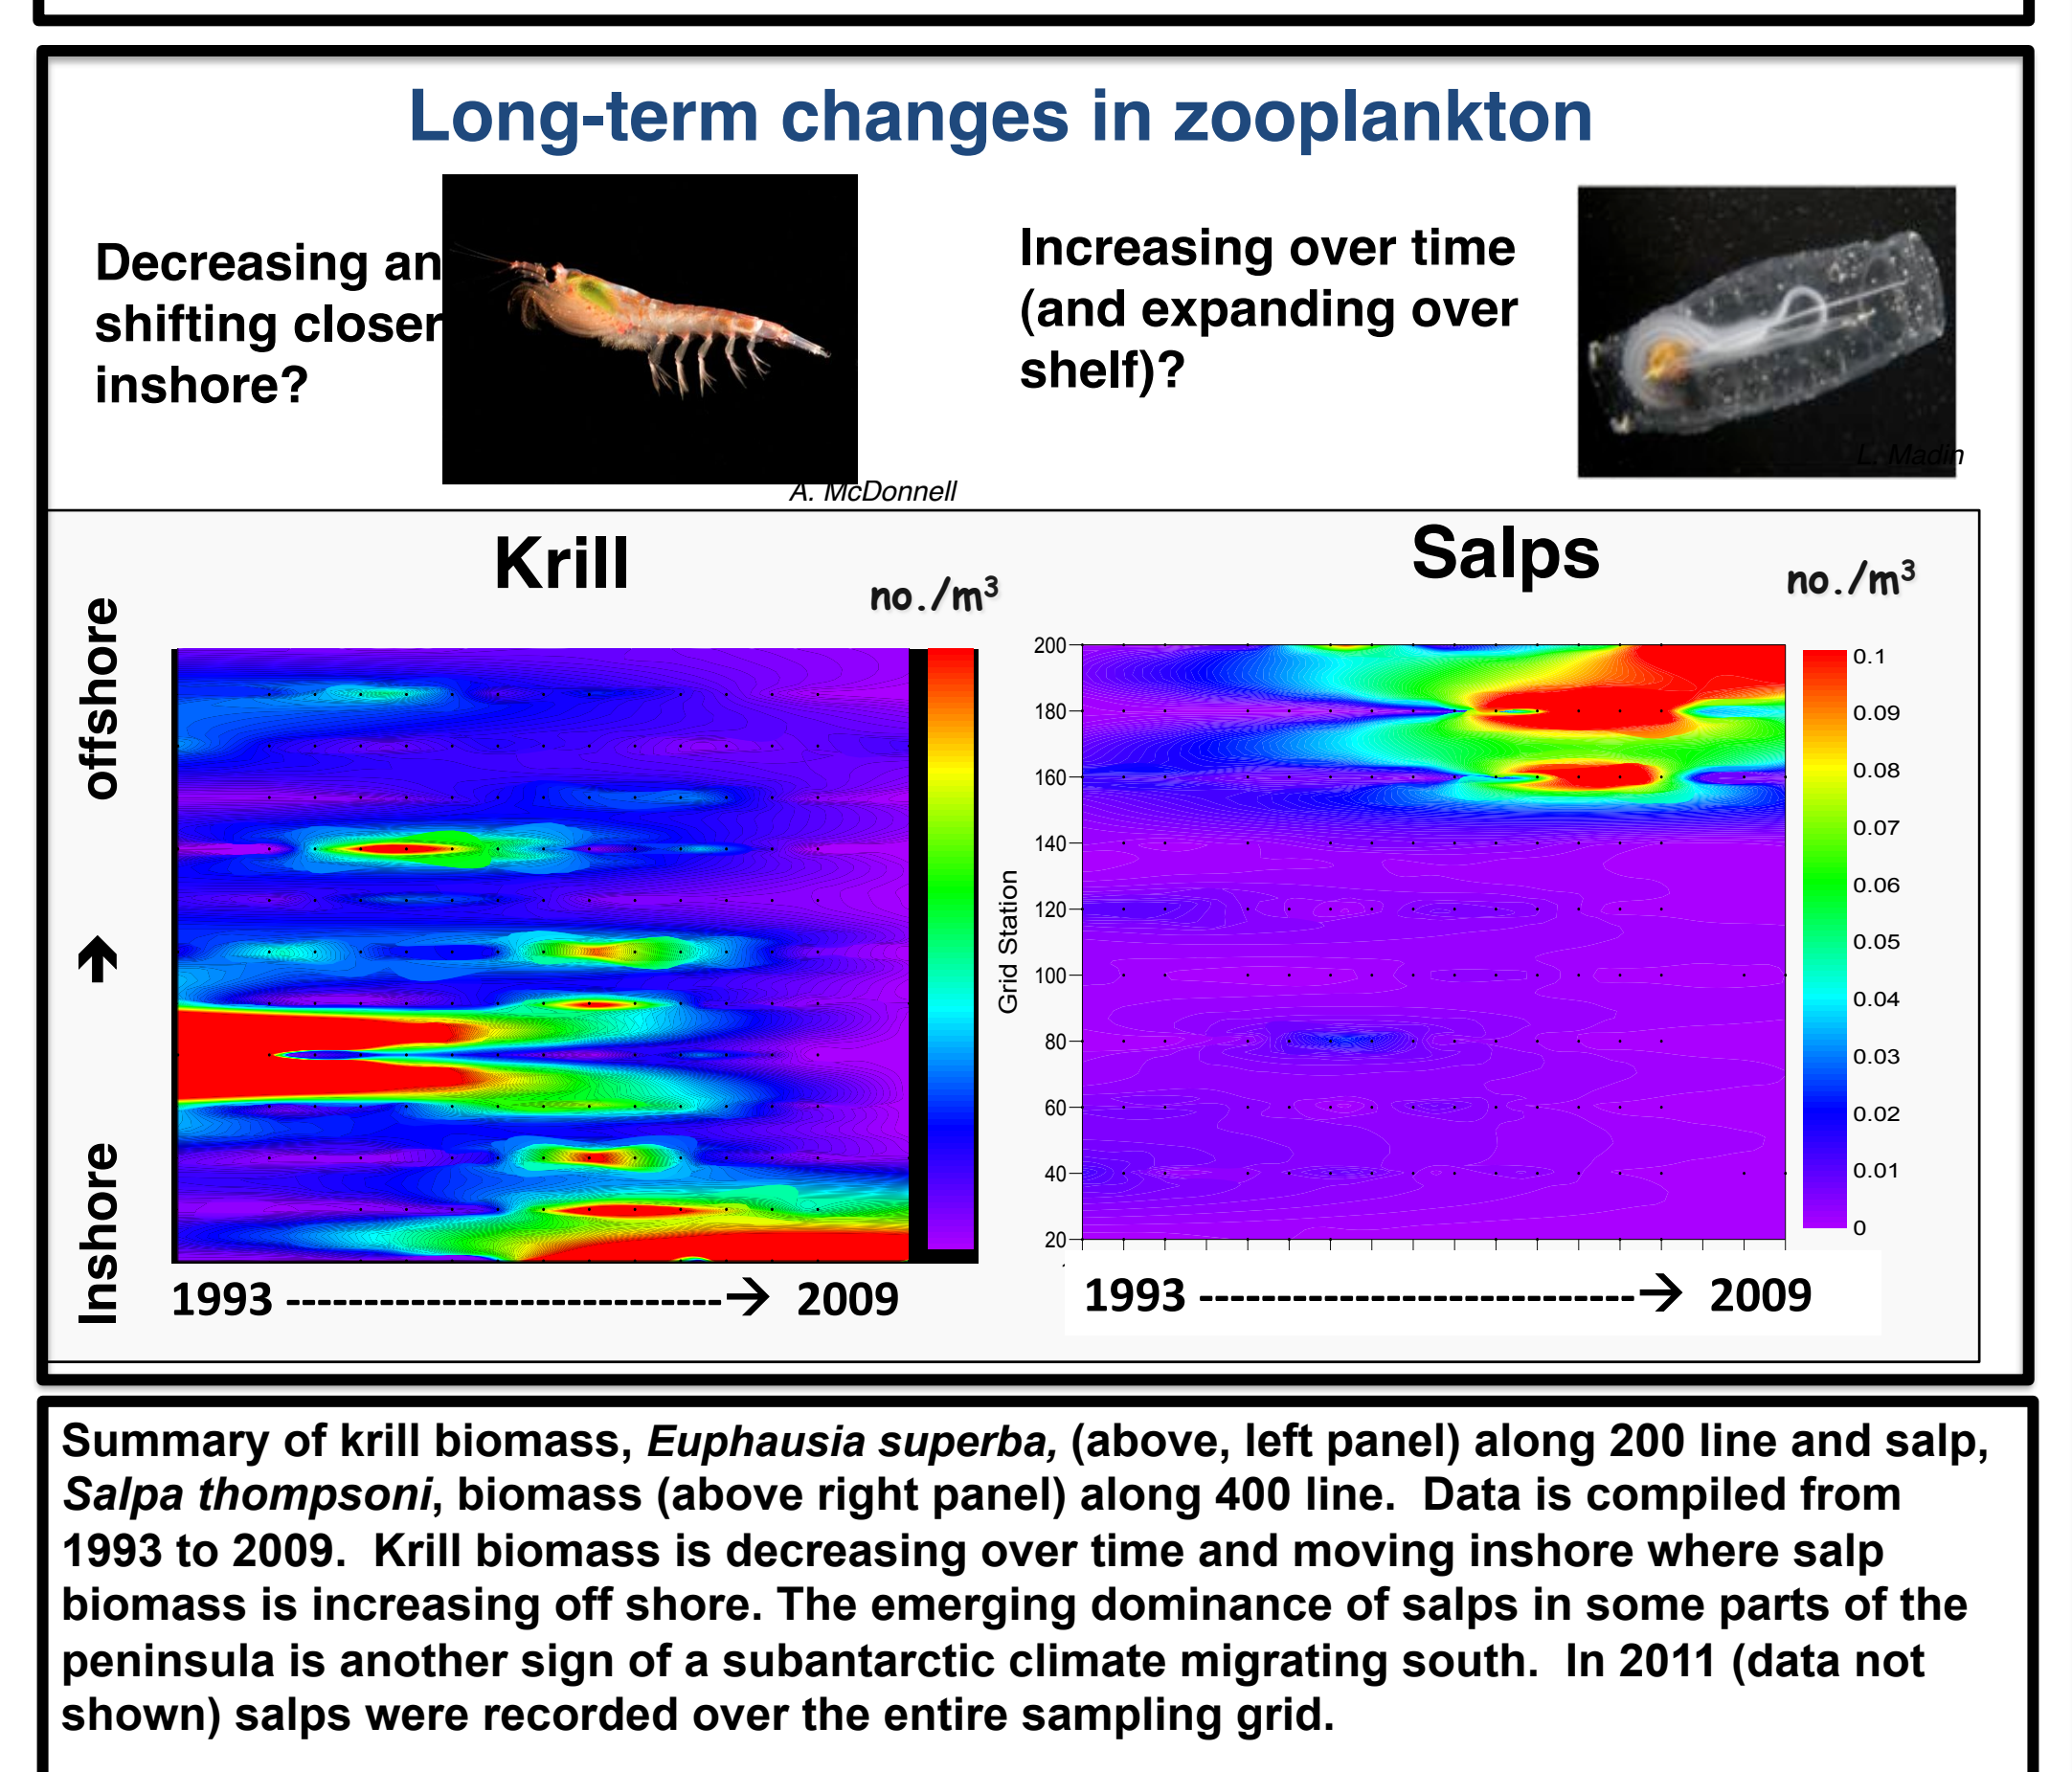 Long-term changes in zooplankton
Decreasing an
shifting closer
inshore?
A. McDonnell
Increasing over time
(and expanding over
shelf)?
L. Madin
Krill
no./m³
offshore
↑
Inshore
1993 ----------------------------→ 2009
Salps
no./m³
Grid Station
200
180
160
140
120
100
80
60
40
20
0.1
0.09
0.08
0.07
0.06
0.05
0.04
0.03
0.02
0.01
0
1993 ----------------------------→ 2009
Summary of krill biomass, Euphausia superba, (above, left panel) along 200 line and salp,
Salpa thompsoni, biomass (above right panel) along 400 line.  Data is compiled from
1993 to 2009.  Krill biomass is decreasing over time and moving inshore where salp
biomass is increasing off shore. The emerging dominance of salps in some parts of the
peninsula is another sign of a subantarctic climate migrating south.  In 2011 (data not
shown) salps were recorded over the entire sampling grid.